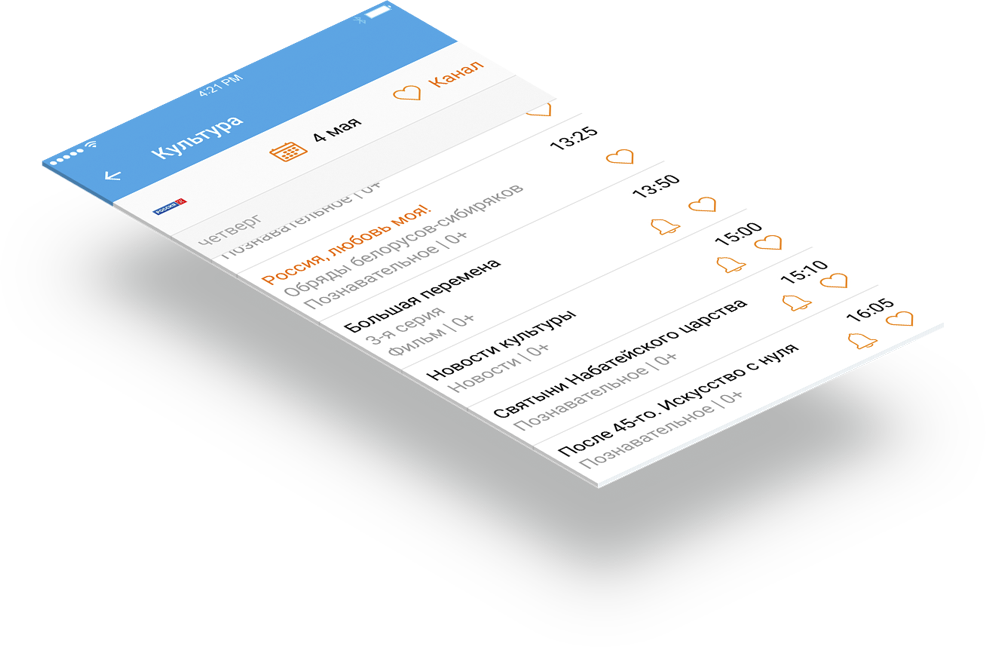 4:21 PM
Культура
4 мая
Канал
РОССИЯ К
четверг
Познавательное | 0+
Россия, любовь моя!
13:25
Обряды белорусов-сибиряков
Познавательное | 0+
Большая перемена
13:50
3-я серия
Фильм | 0+
Новости культуры
15:00
Новости | 0+
Святыни Набатейского царства
15:10
Познавательное | 0+
После 45-го. Искусство с нуля
16:05
Познавательное | 0+